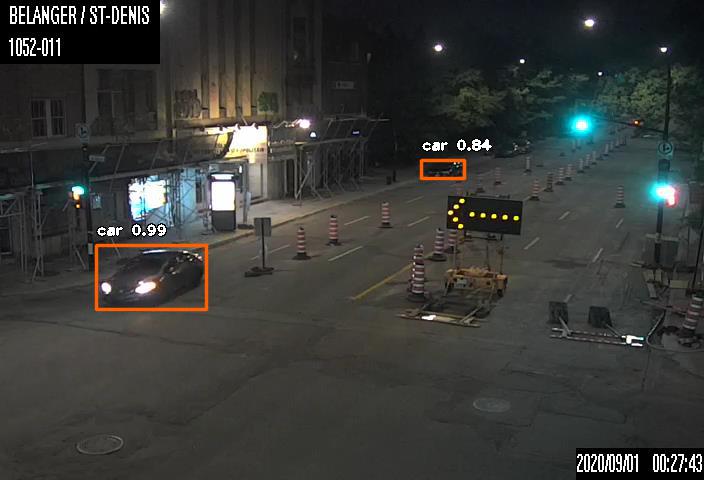 BELANGER / ST-DENIS
1052-011
car 0.84
car 0.99
2020/09/01 00:27:43